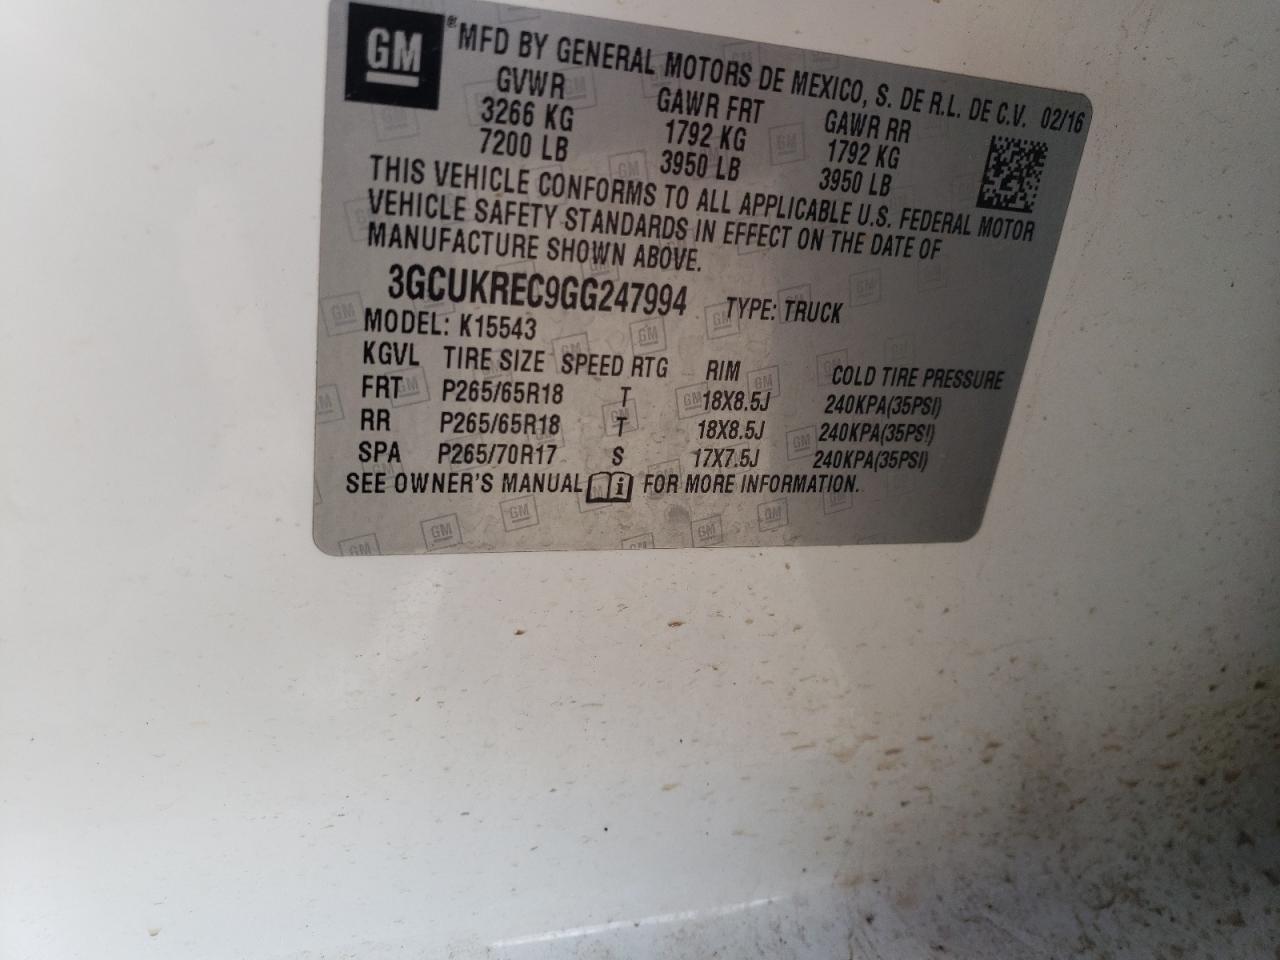 GM ® MFD BY GENERAL MOTORS DE MEXICO, S. DE R.L. DE C.V. 02/16
GVWR GAWR FRT GAWR RR
3266 KG 1792 KG 1792 KG
7200 LB 3950 LB 3950 LB
THIS VEHICLE CONFORMS TO ALL APPLICABLE U.S. FEDERAL MOTOR
VEHICLE SAFETY STANDARDS IN EFFECT ON THE DATE OF
MANUFACTURE SHOWN ABOVE.
3GCUKREC9GG247994 TYPE: TRUCK
MODEL: K15543
KGVL TIRE SIZE SPEED RTG RIM COLD TIRE PRESSURE
FRT P265/65R18 T 18X8.5J 240KPA(35PSI)
RR P265/65R18 T 18X8.5J 240KPA(35PSI)
SPA P265/70R17 S 17X7.5J 240KPA(35PSI)
SEE OWNER'S MANUAL i FOR MORE INFORMATION.